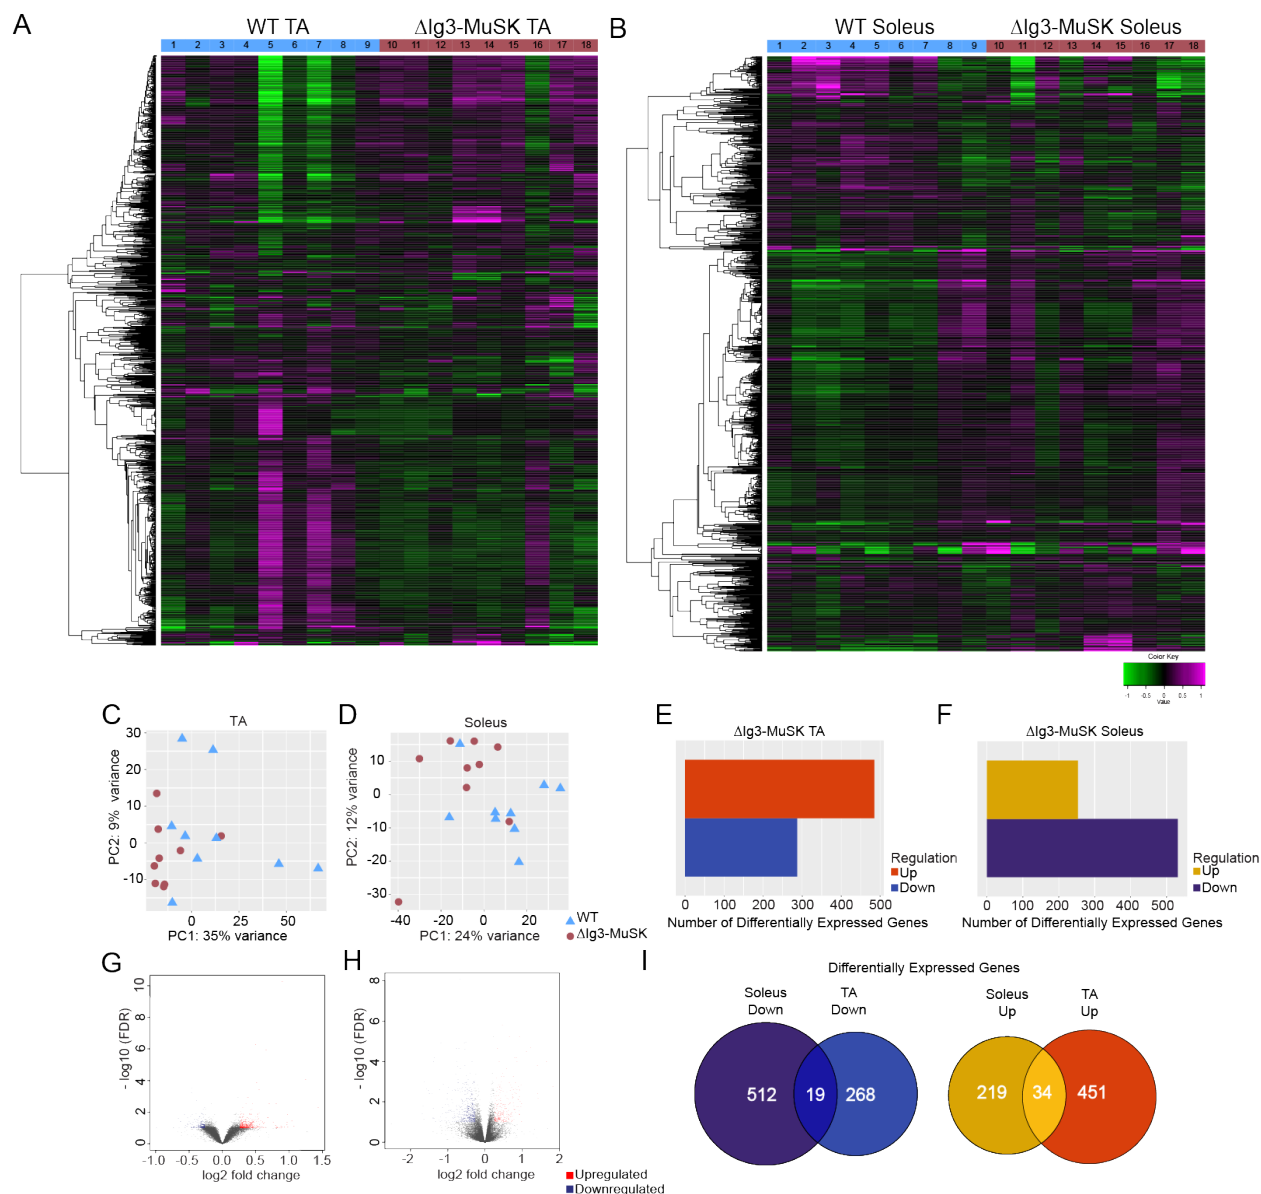 A
WT TA
ΔIg3-MuSK TA
1 2 3 4 5 6 7 8 9 10 11 12 13 14 15 16 17 18
B
WT Soleus
ΔIg3-MuSK Soleus
1 2 3 4 5 6 7 8 9 10 11 12 13 14 15 16 17 18
Color Key
-1 -0.5 0 0.5 1
Value
C
TA
PC2: 9% variance
30
20
10
0
-10
0 50
PC1: 35% variance
D
Soleus
PC2: 12% variance
10
0
-10
-20
-30
-40 -20 0 20
PC1: 24% variance
WT
ΔIg3-MuSK
E
ΔIg3-MuSK TA
0 100 200 300 400 500
Number of Differentially Expressed Genes
Regulation
Up
Down
F
ΔIg3-MuSK Soleus
0 100 200 300 400 500
Number of Differentially Expressed Genes
Regulation
Up
Down
G
- log10 (FDR)
10
8
6
4
2
0
-1.0 -0.5 0.0 0.5 1.0 1.5
log2 fold change
H
- log10 (FDR)
8
6
4
2
0
-2 -1 0 1 2
log2 fold change
Upregulated
Downregulated
I
Differentially Expressed Genes
Soleus
Down
TA
Down
512 19 268
Soleus
Up
TA
Up
219 34 451